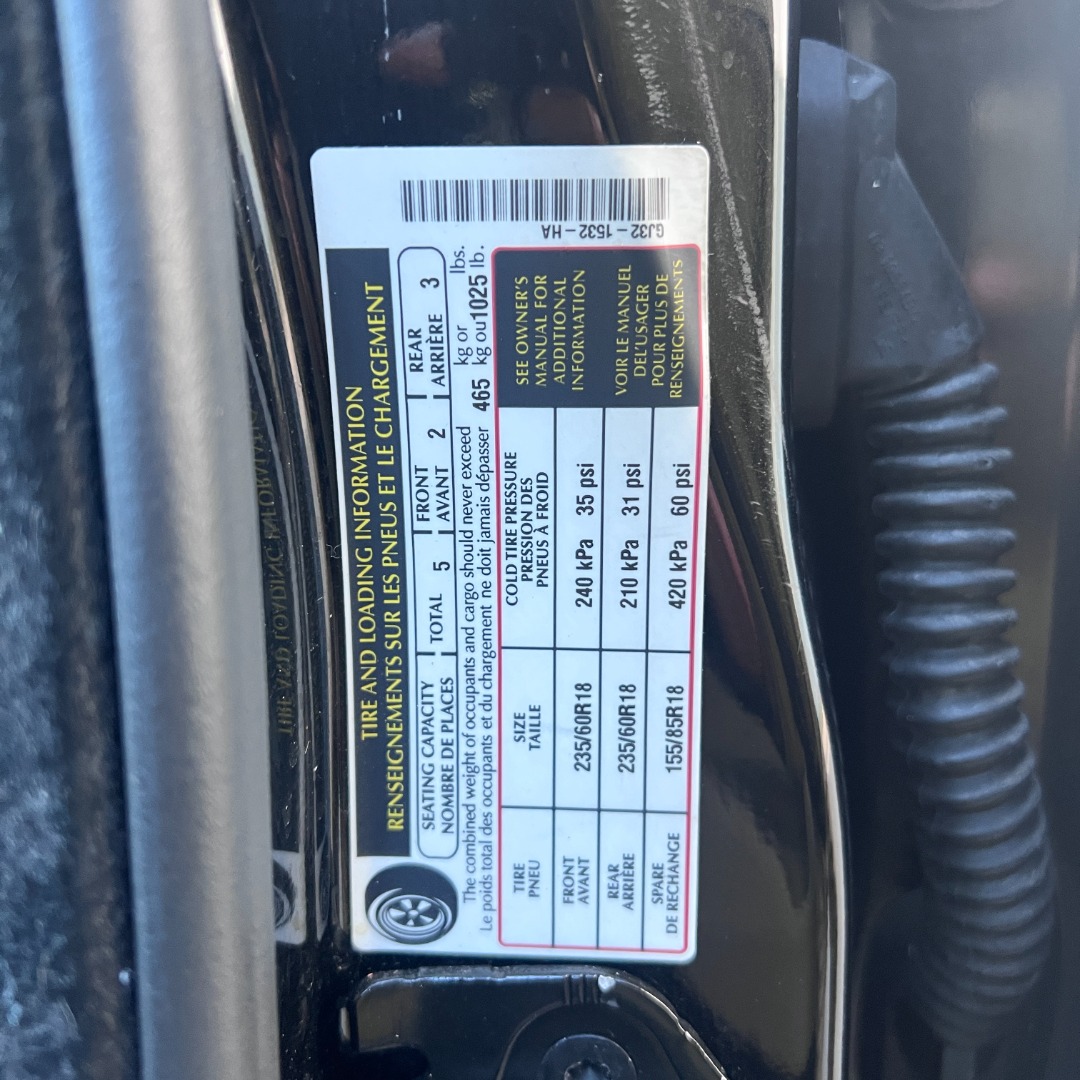 TIRE AND LOADING INFORMATION
RENSEIGNEMENTS SUR LES PNEUS ET LE CHARGEMENT
SEATING CAPACITY
NOMBRE DE PLACES
TOTAL 5
FRONT
AVANT 2
REAR
ARRIÈRE 3
The combined weight of occupants and cargo should never exceed 465 kg or 1025 lbs.
Le poids total des occupants et du chargement ne doit jamais dépasser kg ou lb.
TIRE
PNEU
SIZE
TAILLE
COLD TIRE PRESSURE
PRESSION DES
PNEUS À FROID
SEE OWNER'S
MANUAL FOR
ADDITIONAL
INFORMATION
VOIR LE MANUEL
DE L'USAGER
POUR PLUS DE
RENSEIGNEMENTS
FRONT
AVANT
235/60R18
240 kPa 35 psi
REAR
ARRIÈRE
235/60R18
210 kPa 31 psi
SPARE
DE RECHANGE
155/85R18
420 kPa 60 psi
GJ32-1532-HA